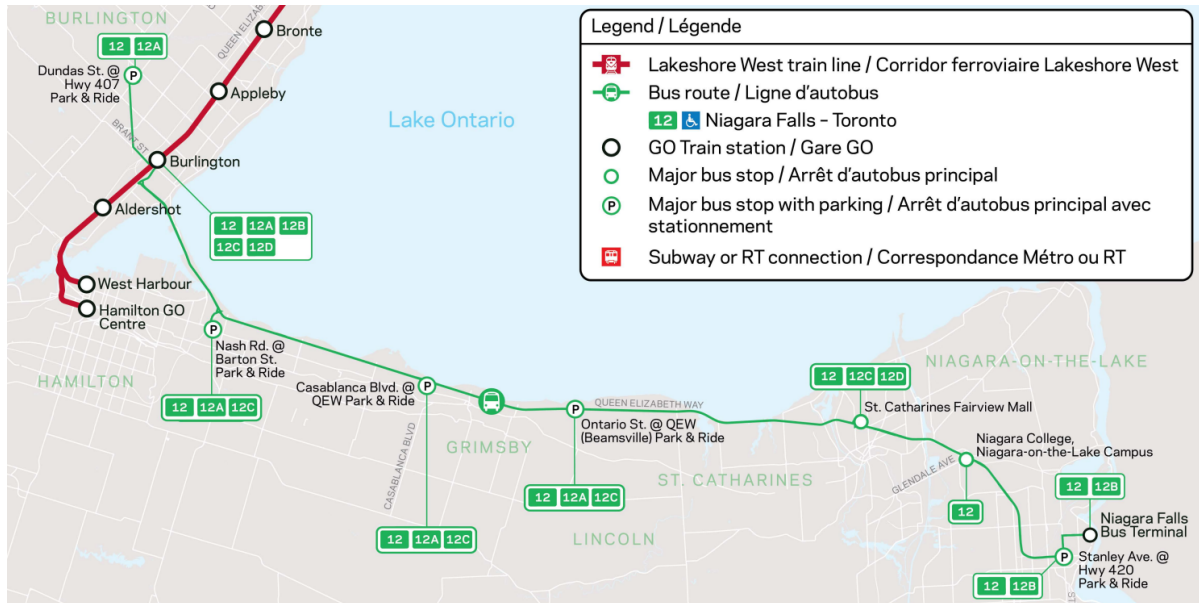 BURLINGTON
12 12A
Dundas St. @
Hwy 407
Park & Ride
QUEEN ELIZABETH
Bronte
Appleby
BRANT ST
Burlington
Aldershot
12 12A 12B
12C 12D
West Harbour
Hamilton GO
Centre
HAMILTON
Nash Rd. @
Barton St.
Park & Ride
12 12A 12C
Lake Ontario
Legend / Légende
Lakeshore West train line / Corridor ferroviaire Lakeshore West
Bus route / Ligne d'autobus
12 Niagara Falls – Toronto
GO Train station / Gare GO
P
Major bus stop / Arrêt d'autobus principal
Major bus stop with parking / Arrêt d'autobus principal avec
stationnement
Subway or RT connection / Correspondance Métro ou RT
Casablanca Blvd. @
QEW Park & Ride
CASABLANCA BLVD
12 12A 12C
GRIMSBY
QUEEN ELIZABETH WAY
Ontario St. @ QEW
(Beamsville) Park & Ride
12 12A 12C
LINCOLN
ST. CATHARINES
12 12C 12D
St. Catharines Fairview Mall
NIAGARA-ON-THE-LAKE
Niagara College,
Niagara-on-the-Lake Campus
GLENDALE AVE
12
12 12B
Niagara Falls
Bus Terminal
Stanley Ave. @
Hwy 420
Park & Ride
12 12B